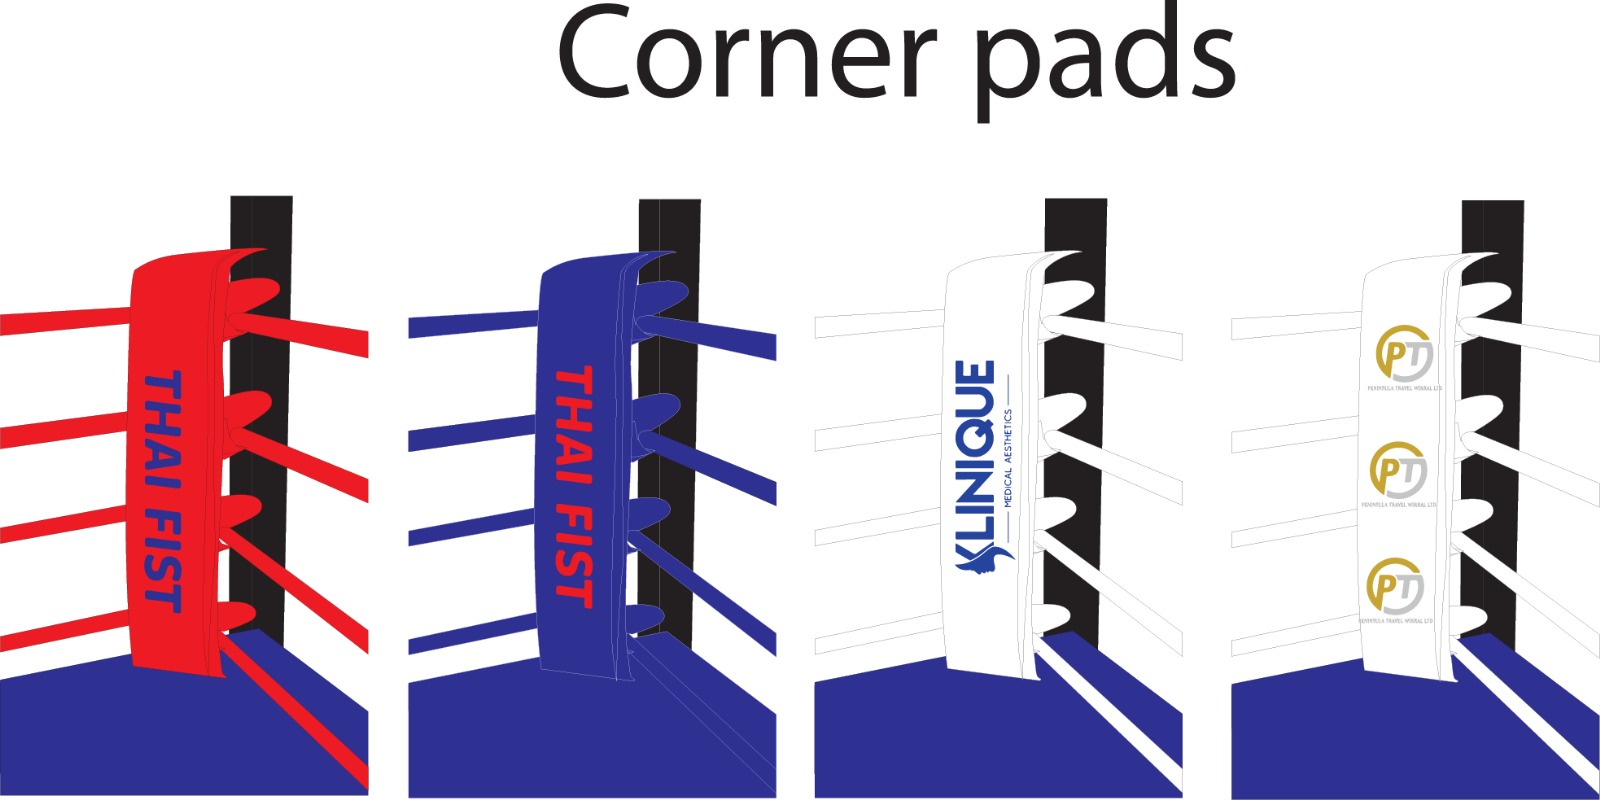 Corner pads
THAI FIST
THAI FIST
KLINIQUE
MEDICAL AESTHETICS
PT
PENINSULA TRAVEL WIRRAL LTD
PT
PENINSULA TRAVEL WIRRAL LTD
PT
PENINSULA TRAVEL WIRRAL LTD